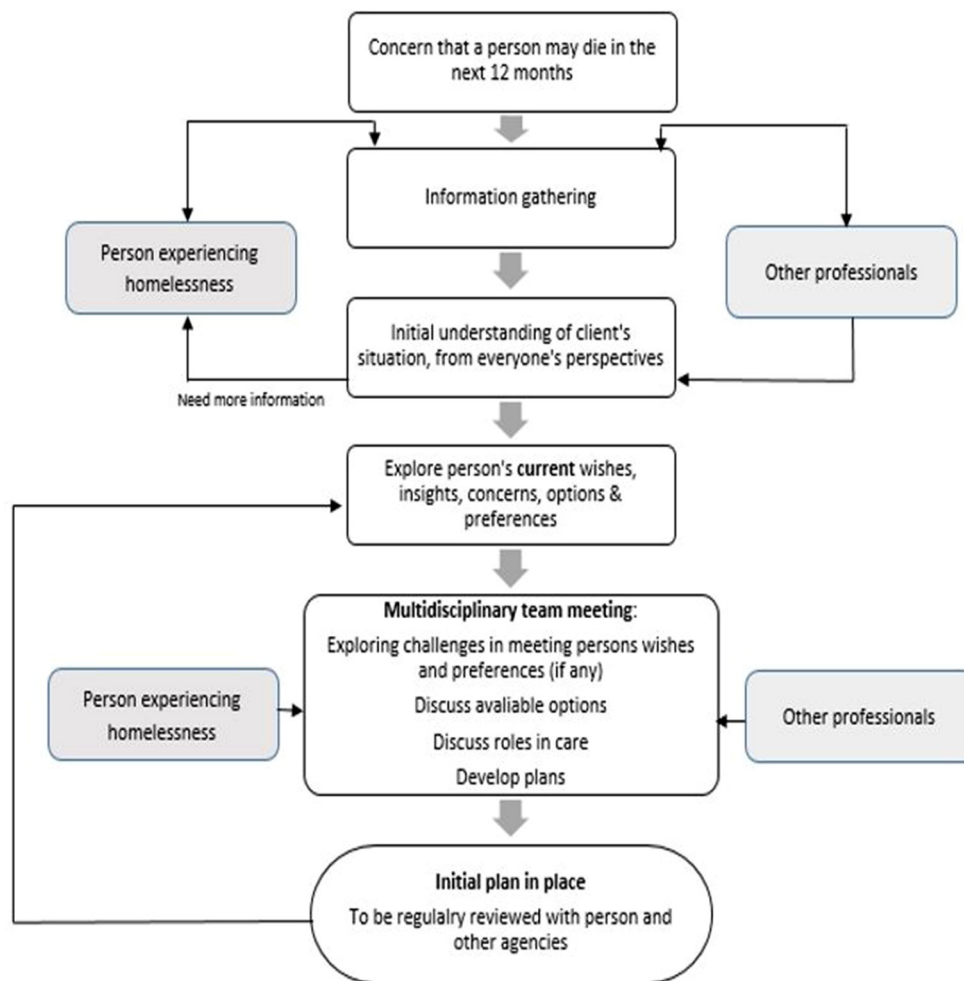 Concern that a person may die in the
next 12 months
Information gathering
Person experiencing
homelessness
Other professionals
Initial understanding of client's
situation, from everyone's perspectives
Need more information
Explore person's current wishes,
insights, concerns, options &
preferences
Multidisciplinary team meeting:
Exploring challenges in meeting persons wishes
and preferences (if any)
Discuss avaliable options
Discuss roles in care
Develop plans
Person experiencing
homelessness
Other professionals
Initial plan in place
To be regulalry reviewed with person and
other agencies